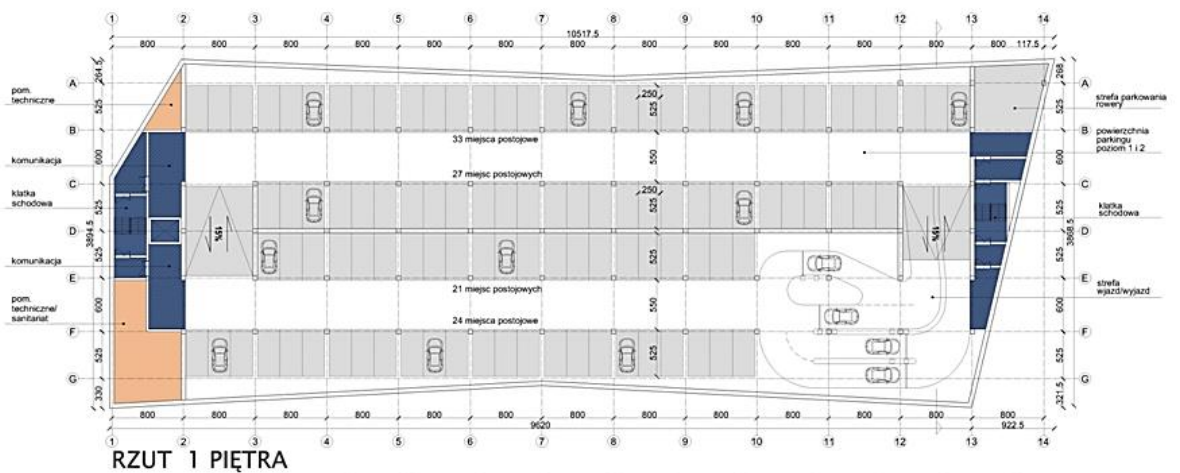 1 2 3 4 5 6 7 8 9 10 11 12 13 14
10517.5
800 800 800 800 800 800 800 800 800 800 800 800 800 117.5
A 264.5 268 A
pom.
techniczne
525
250
525
525
strefa parkowania
rowery
B B
33 miejsca postojowe
powierzchnia
parkingu
poziom 1 i 2
komunikacja
600
550
600
27 miejsc postojowych
C C
klatka
schodowa
525
250
525
525
klatka
schodowa
3894.5
15%
15%
3868.5
D D
komunikacja
525
525
E E
21 miejsc postojowych
strefa
wjazd/wyjazd
pom.
techniczne/
sanitariat
600
550
600
24 miejsca postojowe
F F
525
525
525
G G
330
321.5
800 800 800 800 800 800 800 800 800 800 800 800 800
9620
922.5
1 2 3 4 5 6 7 8 9 10 11 12 13 14
RZUT 1 PIĘTRA